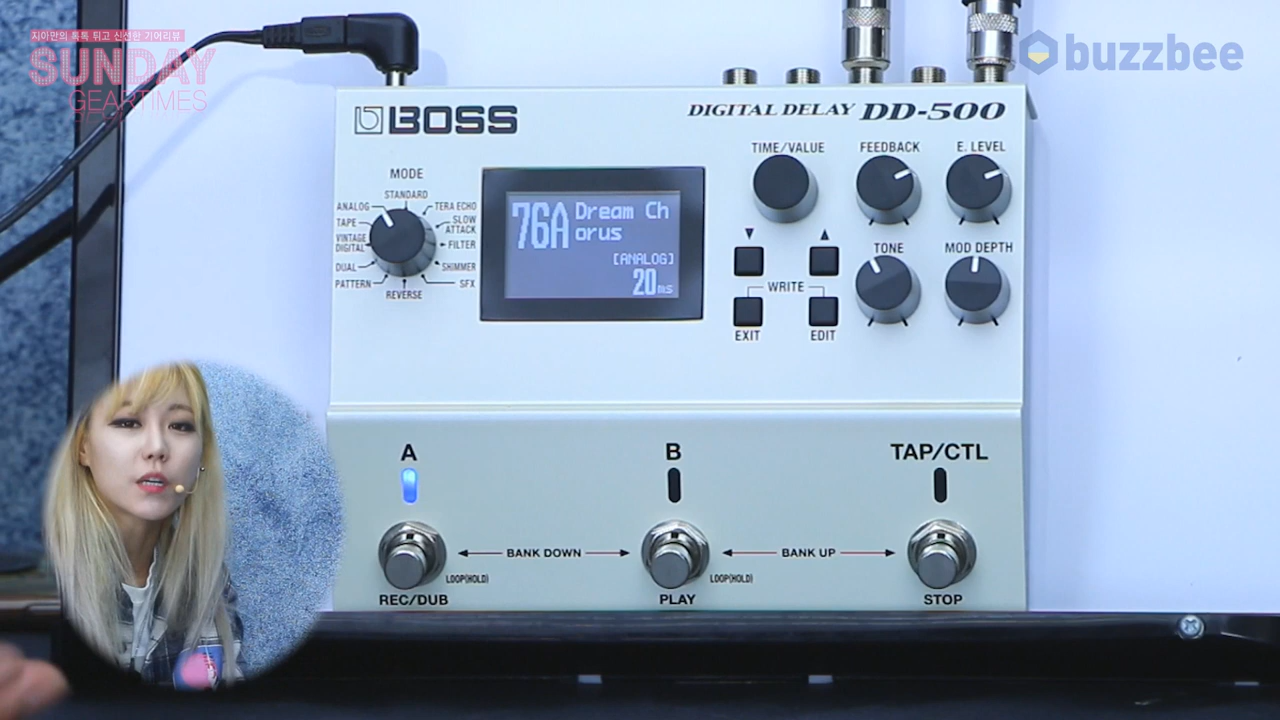 지아만의 톡톡 튀고 신선한 기어리뷰
SUNDAY
GEARTIMES
buzzbee
BOSS
DIGITAL DELAY DD-500
MODE
STANDARD
ANALOG
TERA ECHO
TAPE
SLOW
ATTACK
VINTAGE
DIGITAL
FILTER
DUAL
SHIMMER
PATTERN
SFX
REVERSE
76A
Dream Ch
orus
[ANALOG]
20ms
TIME/VALUE
FEEDBACK
E. LEVEL
TONE
MOD DEPTH
WRITE
EXIT
EDIT
A
B
TAP/CTL
BANK DOWN
BANK UP
LOOP(HOLD)
LOOP(HOLD)
REC/DUB
PLAY
STOP